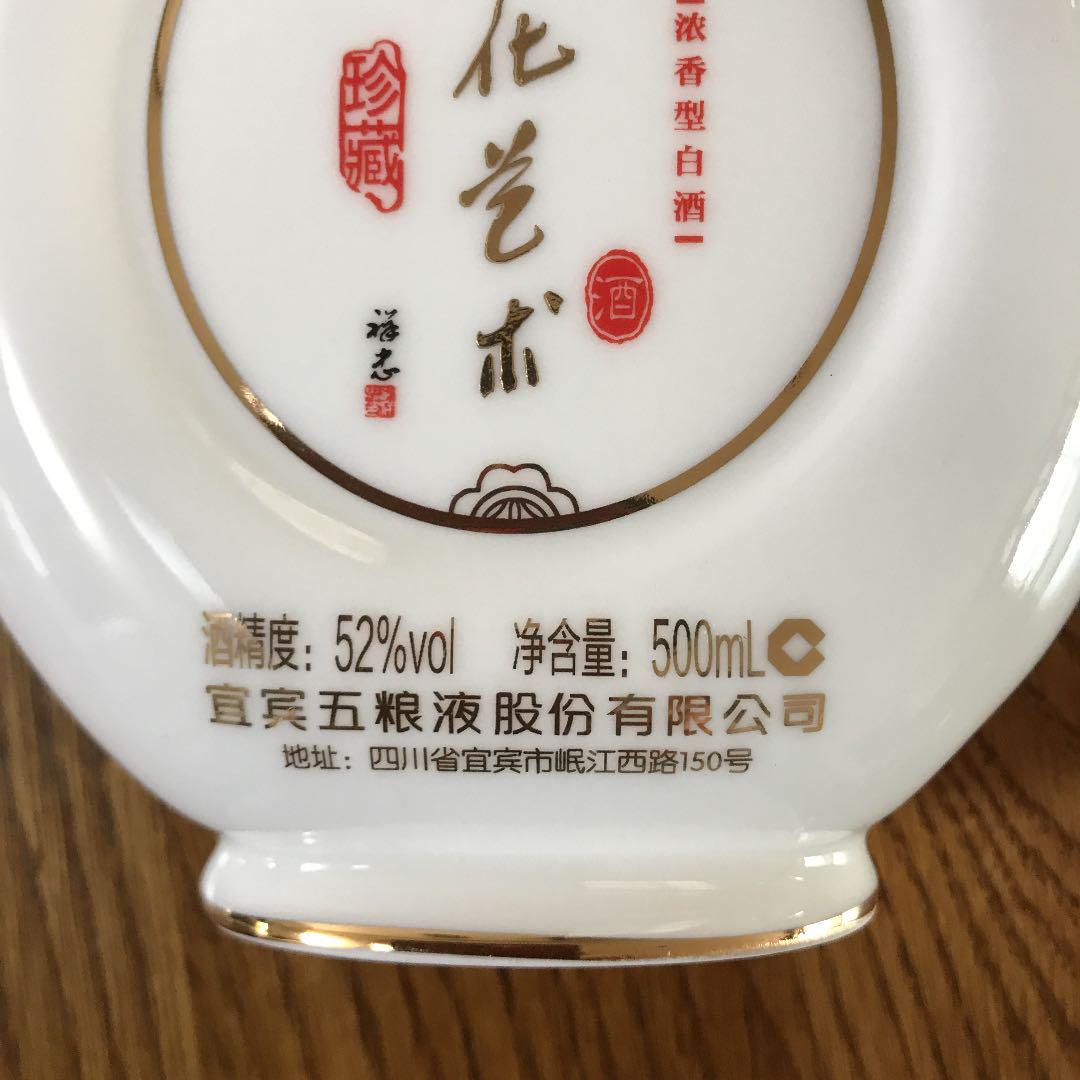 浓香型白酒
化艺术
酒
珍藏
祥志
酒精度：52%vol 净含量：500mL
宜宾五粮液股份有限公司
地址：四川省宜宾市岷江西路150号